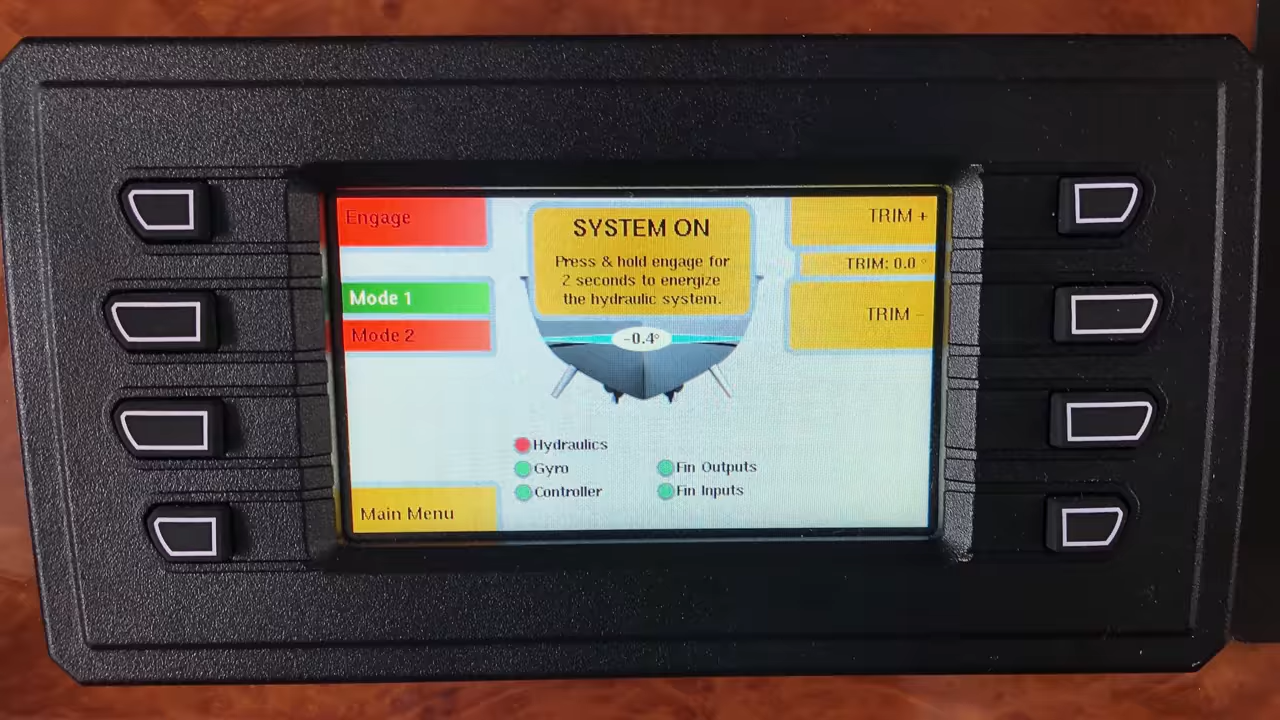 Engage
Mode 1
Mode 2
SYSTEM ON
Press & hold engage for
2 seconds to energize
the hydraulic system.
-0.4°
TRIM +
TRIM: 0.0 °
TRIM -
Hydraulics
Gyro
Controller
Fin Outputs
Fin Inputs
Main Menu